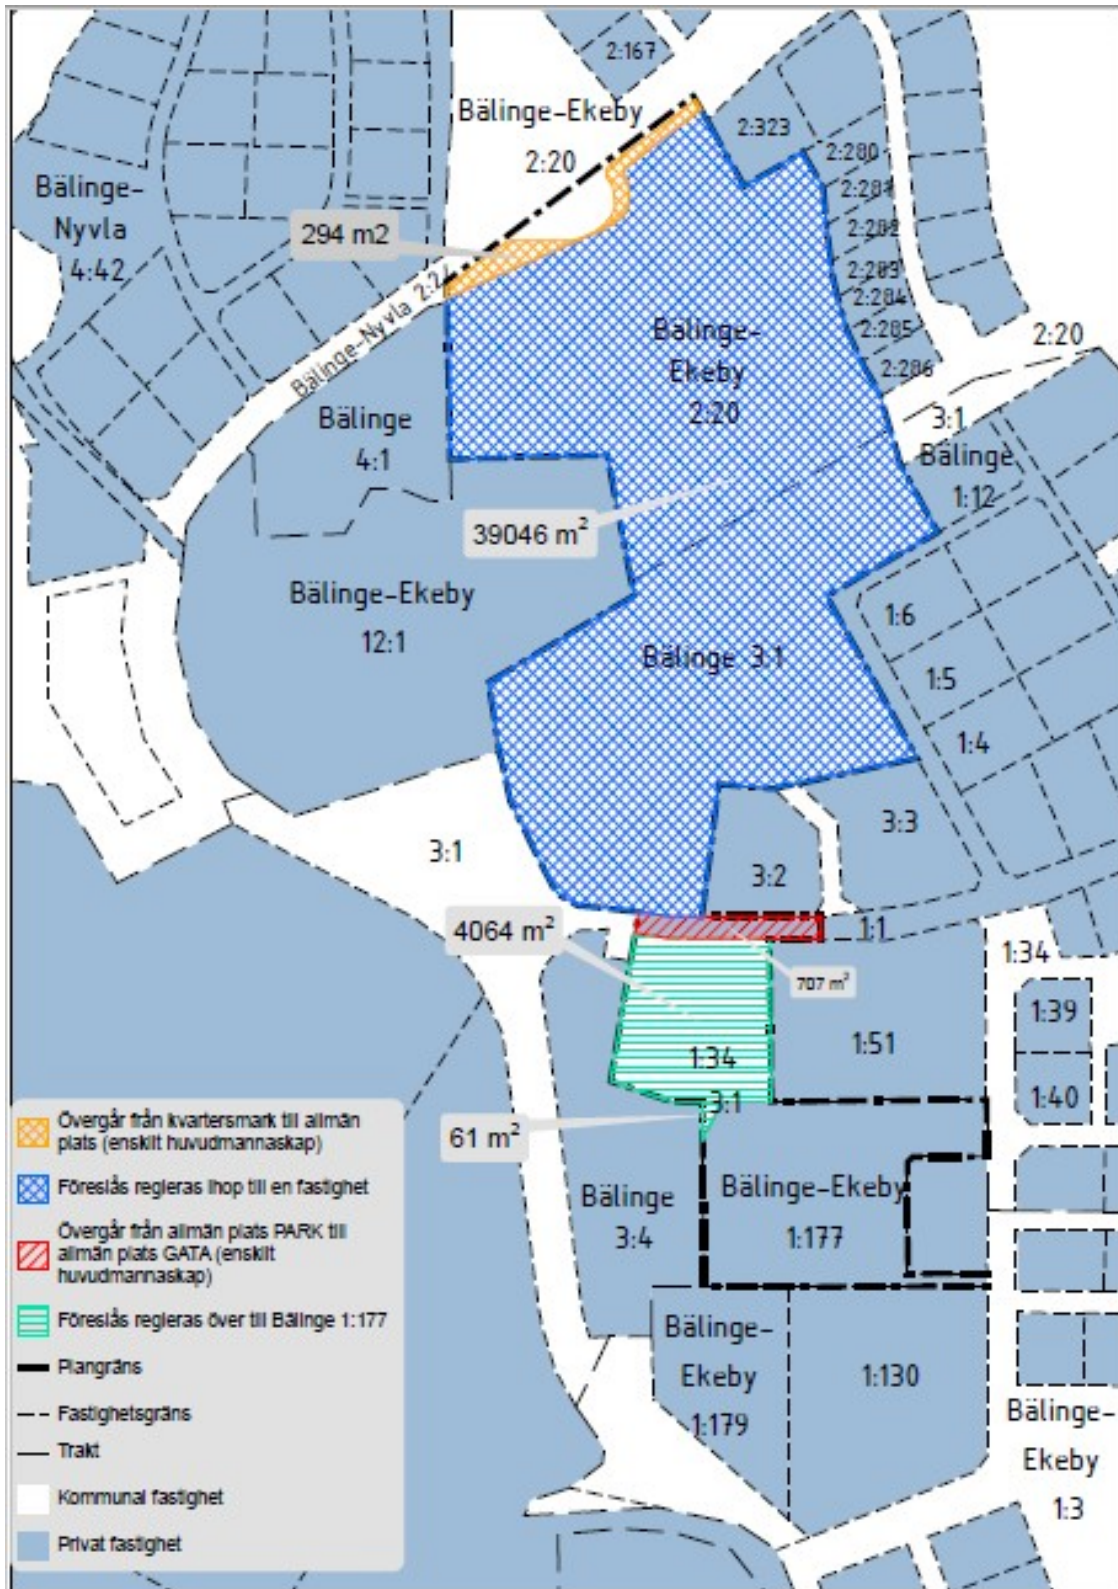 2:167
Bälinge-Ekeby
2:20
2:323
2:280
2:281
2:282
2:283
2:284
2:285
2:286
Bälinge-
Nyvla
4:42
294 m2
Bälinge-Nyvla 2:24
Bälinge-
Ekeby
2:20
2:20
3:1
Bälinge
1:12
Bälinge
4:1
39046 m²
Bälinge-Ekeby
12:1
1:6
Bälinge 3:1
1:5
1:4
3:3
3:1
3:2
4064 m²
1:1
1:34
707 m²
1:39
1:51
1:34
1:40
3:1
61 m²
Bälinge
3:4
Bälinge-Ekeby
1:177
Bälinge-
Ekeby
1:179
1:130
Bälinge-
Ekeby
1:3
Övergår från kvartersmark till allmän
plats (enskilt huvudmannaskap)
Föreslås regleras ihop till en fastighet
Övergår från allmän plats PARK till
allmän plats GATA (enskilt
huvudmannaskap)
Föreslås regleras över till Bälinge 1:177
Plangräns
Fastighetsgräns
Trakt
Kommunal fastighet
Privat fastighet